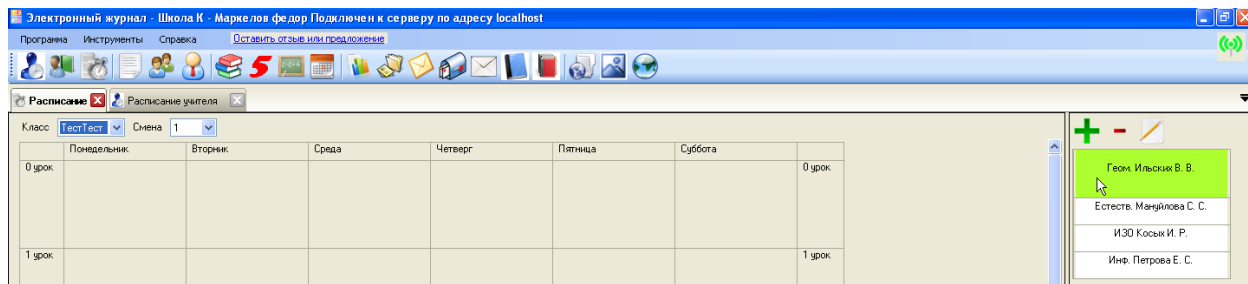 Электронный журнал - Школа К - Маркелов федор Подключен к серверу по адресу localhost
Программа Инструменты Справка Оставить отзыв или предложение
5
Расписание Расписание учителя
Класс ТестТест Смена 1
Понедельник Вторник Среда Четверг Пятница Суббота
0 урок 0 урок
Геом. Ильских В. В.
Естеств. Мануйлова С. С.
ИЗО Косых И. Р.
1 урок 1 урок
Инф. Петрова Е. С.